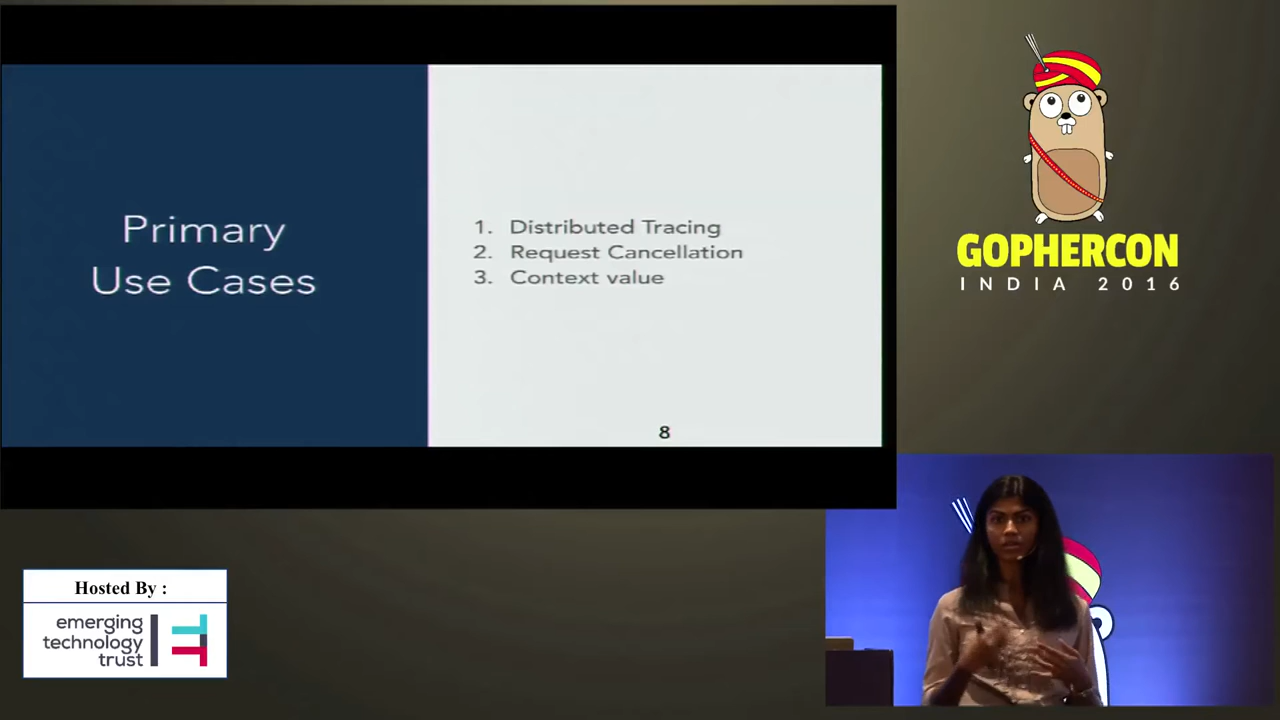 Primary
Use Cases
1. Distributed Tracing
2. Request Cancellation
3. Context value
8
GOPHERCON
INDIA 2016
Hosted By :
emerging
technology
trust